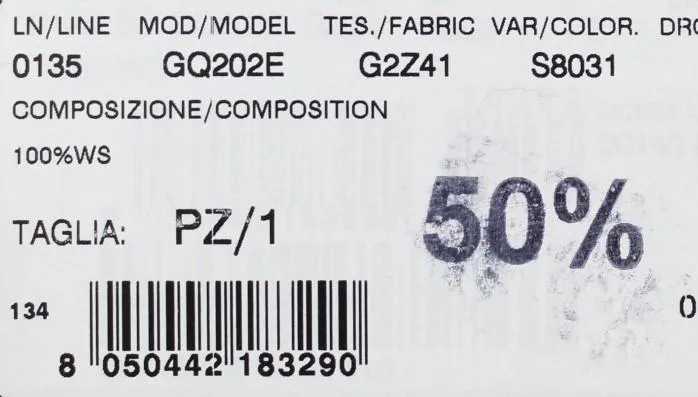 LN/LINE MOD/MODEL TES./FABRIC VAR/COLOR.
0135 GQ202E G2Z41 S8031
COMPOSIZIONE/COMPOSITION
100%WS
TAGLIA: PZ/1
50%
134
8 050442 183290